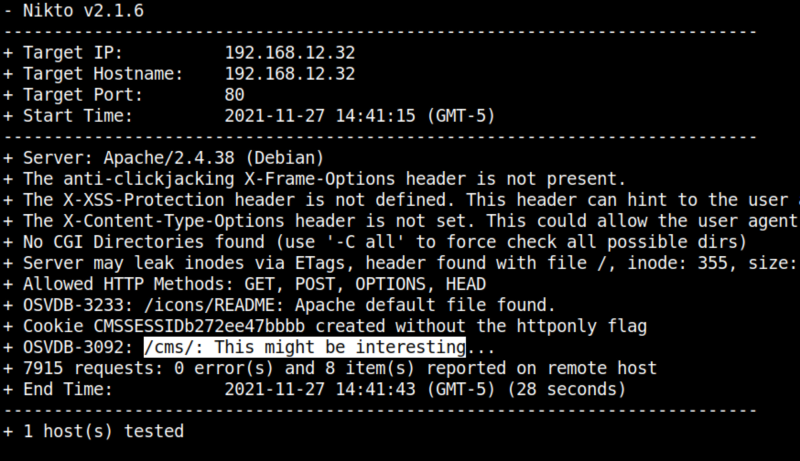 - Nikto v2.1.6
---------------------------------------------------------------------------
+ Target IP:          192.168.12.32
+ Target Hostname:    192.168.12.32
+ Target Port:        80
+ Start Time:         2021-11-27 14:41:15 (GMT-5)
---------------------------------------------------------------------------
+ Server: Apache/2.4.38 (Debian)
+ The anti-clickjacking X-Frame-Options header is not present.
+ The X-XSS-Protection header is not defined. This header can hint to the user
+ The X-Content-Type-Options header is not set. This could allow the user agent
+ No CGI Directories found (use '-C all' to force check all possible dirs)
+ Server may leak inodes via ETags, header found with file /, inode: 355, size:
+ Allowed HTTP Methods: GET, POST, OPTIONS, HEAD
+ OSVDB-3233: /icons/README: Apache default file found.
+ Cookie CMSSESSIDb272ee47bbbb created without the httponly flag
+ OSVDB-3092: /cms/: This might be interesting...
+ 7915 requests: 0 error(s) and 8 item(s) reported on remote host
+ End Time:           2021-11-27 14:41:43 (GMT-5) (28 seconds)
---------------------------------------------------------------------------
+ 1 host(s) tested